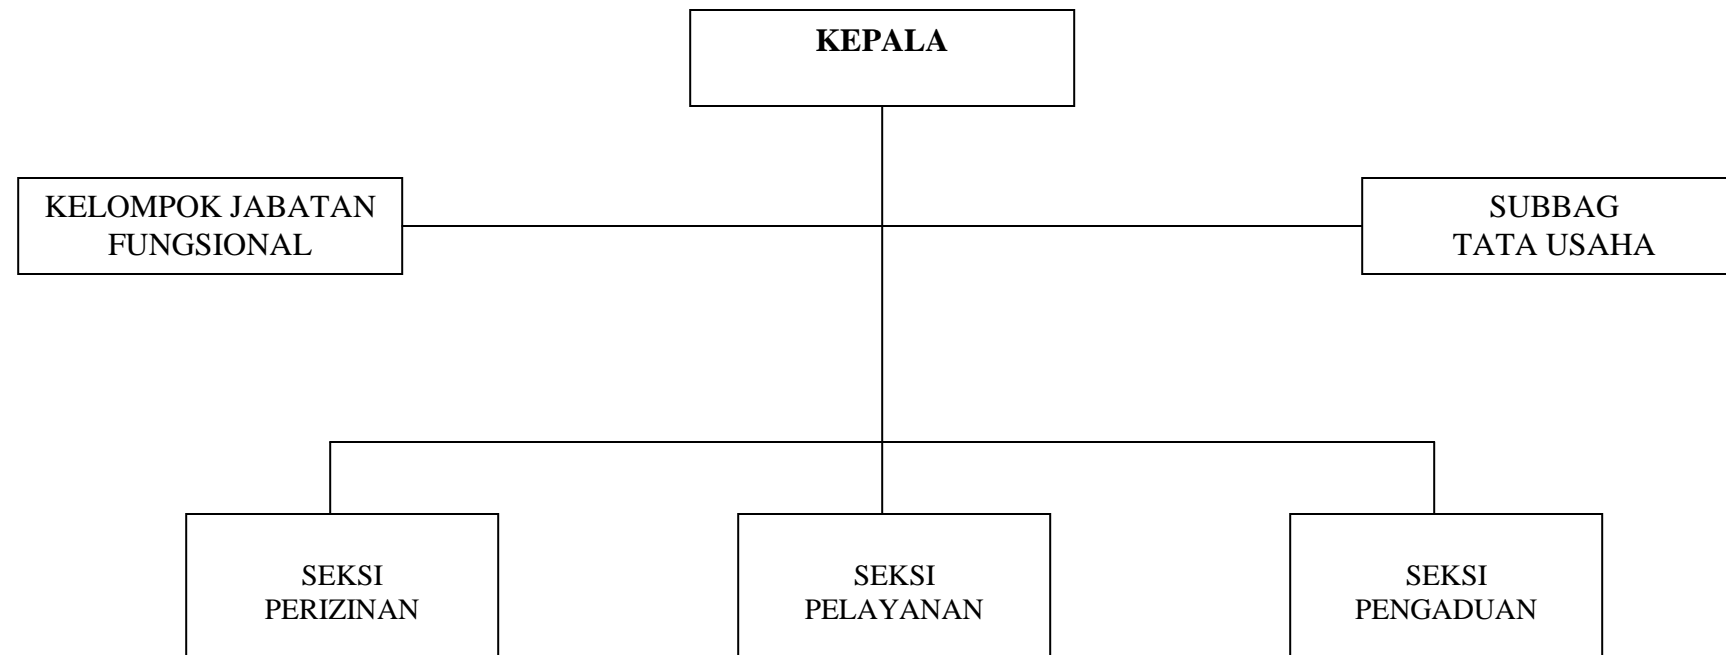 KEPALA
KELOMPOK JABATAN
FUNGSIONAL
SUBBAG
TATA USAHA
SEKSI
PERIZINAN
SEKSI
PELAYANAN
SEKSI
PENGADUAN